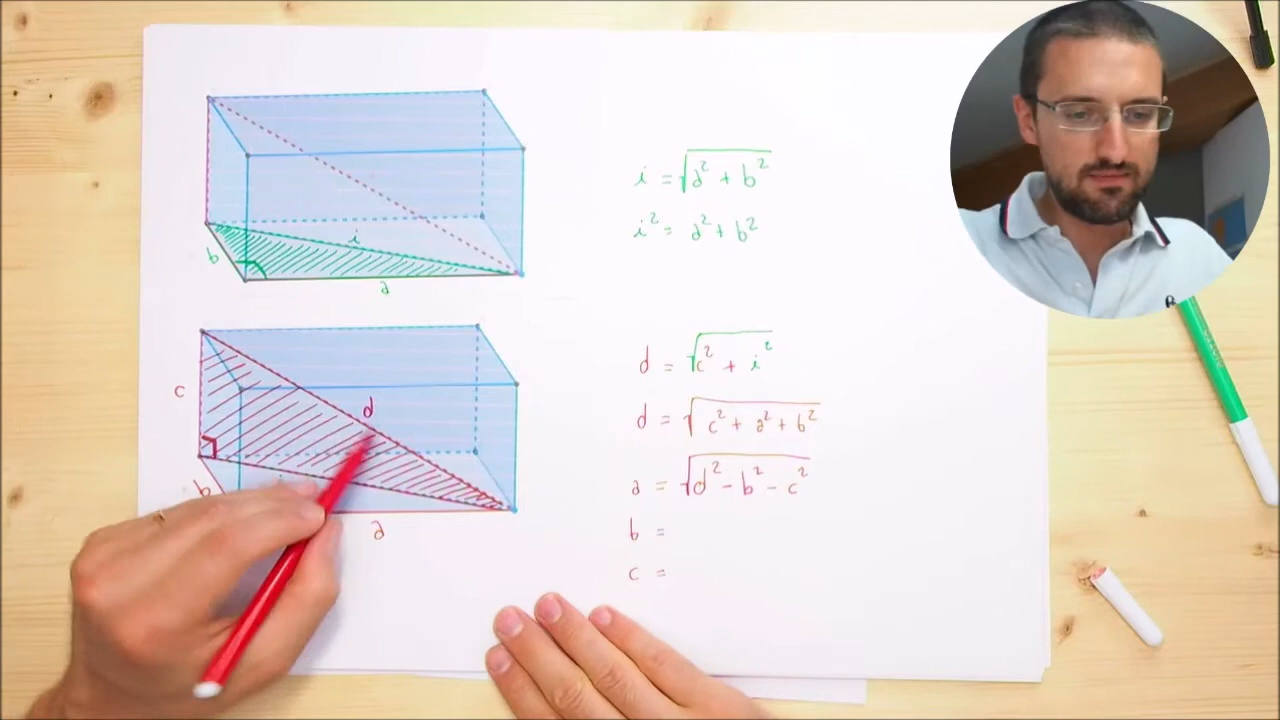 i = √a² + b²
i² = a² + b²
i
b
a
d = √c² + i²
d = √c² + a² + b²
a = √d² - b² - c²
b =
c =
c
d
b
a